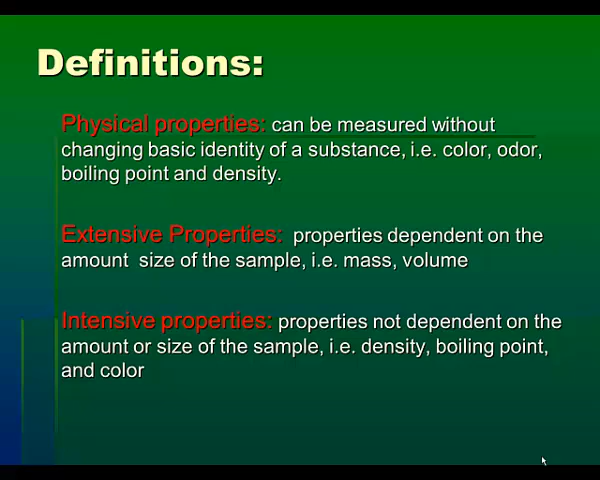 Definitions:
Physical properties: can be measured without
changing basic identity of a substance, i.e. color, odor,
boiling point and density.
Extensive Properties: properties dependent on the
amount size of the sample, i.e. mass, volume
Intensive properties: properties not dependent on the
amount or size of the sample, i.e. density, boiling point,
and color